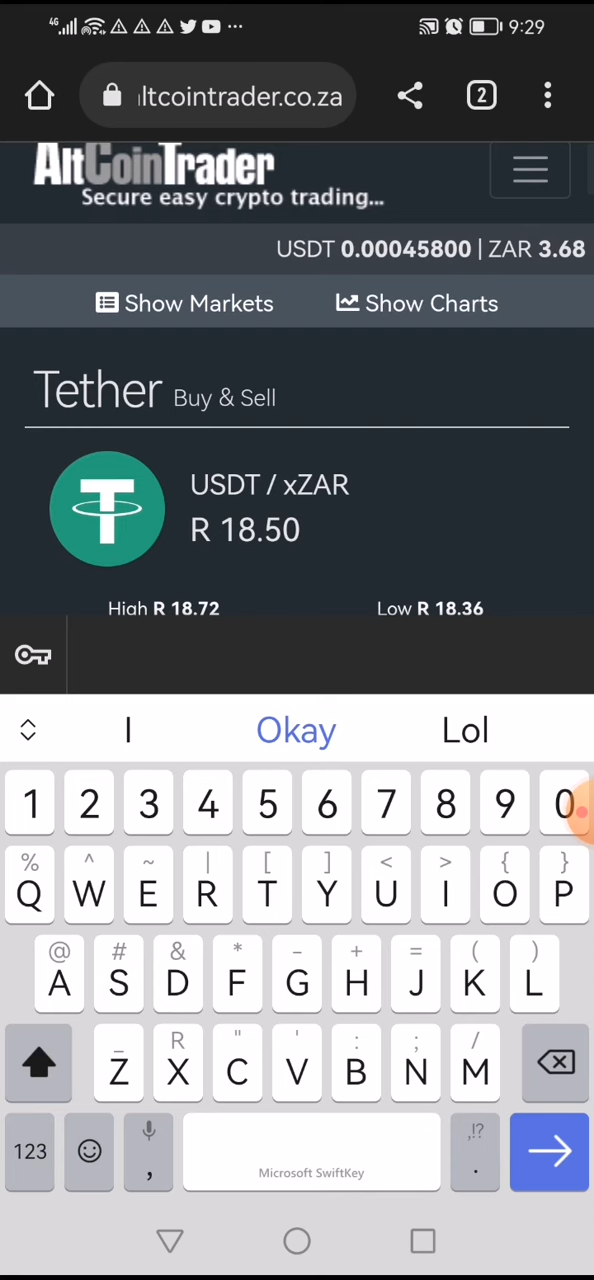 4G 9:29
ltcointrader.co.za 2
AltCoinTrader
Secure easy crypto trading...
USDT 0.00045800 | ZAR 3.68
Show Markets Show Charts
Tether Buy & Sell
USDT / xZAR
R 18.50
High R 18.72 Low R 18.36
I Okay Lol
1 2 3 4 5 6 7 8 9 0
% ^ ~ | [ ] < > { }
Q W E R T Y U I O P
@ # & * - + = ( )
A S D F G H J K L
_ R " ' : ; /
Z X C V B N M
,!?
123 , Microsoft SwiftKey .